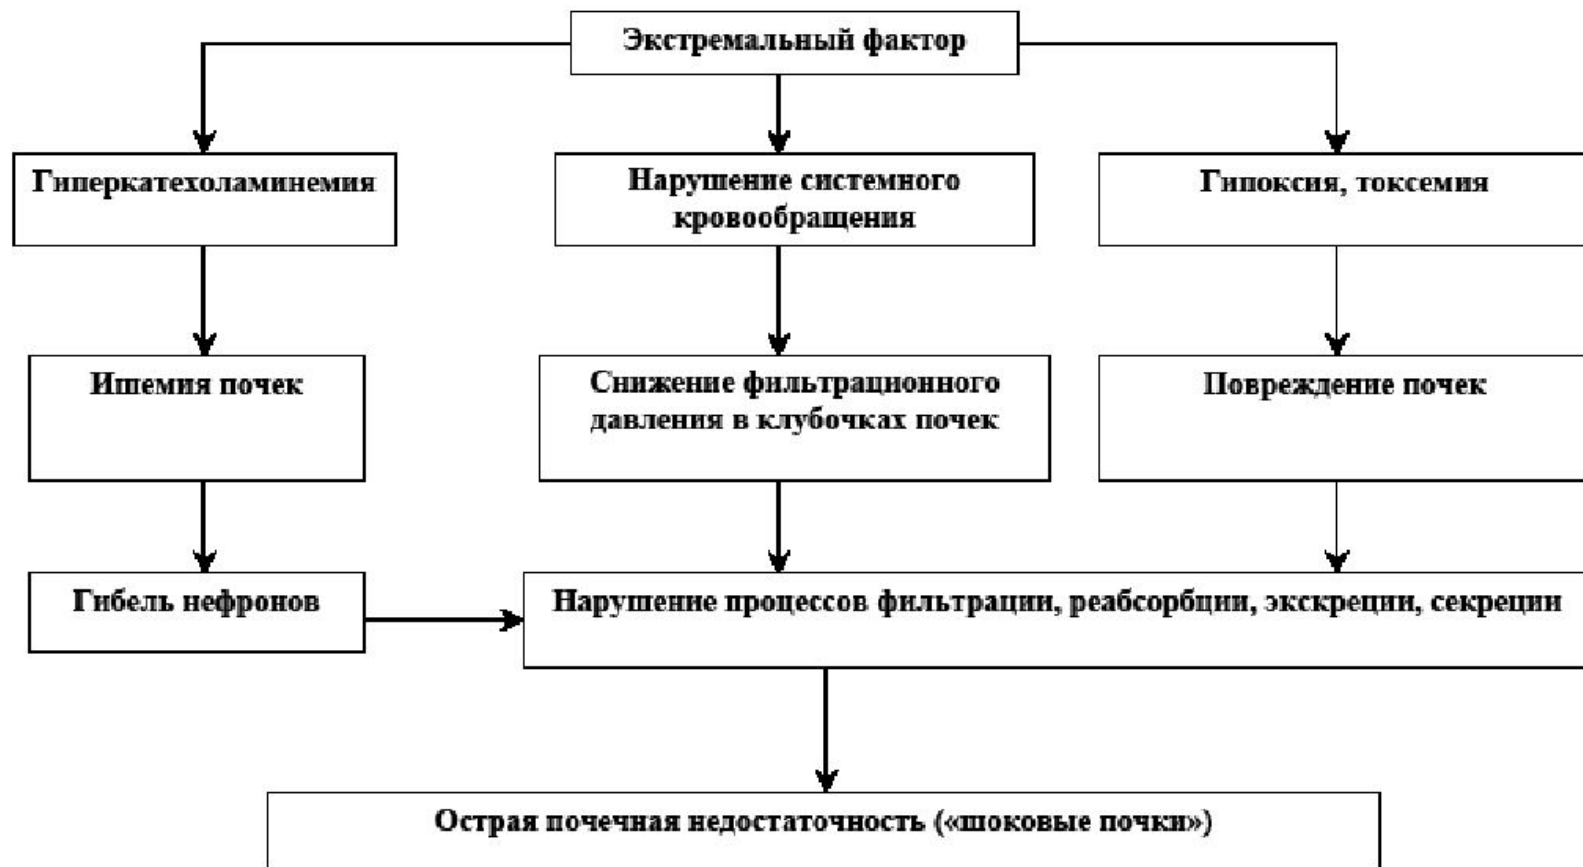 Экстремальный фактор
Гиперкатехоламинемия
Нарушение системного
кровообращения
Гипоксия, токсемия
Ишемия почек
Снижение фильтрационного
давления в клубочках почек
Повреждение почек
Гибель нефронов
Нарушение процессов фильтрации, реабсорбции, экскреции, секреции
Острая почечная недостаточность («шоковые почки»)